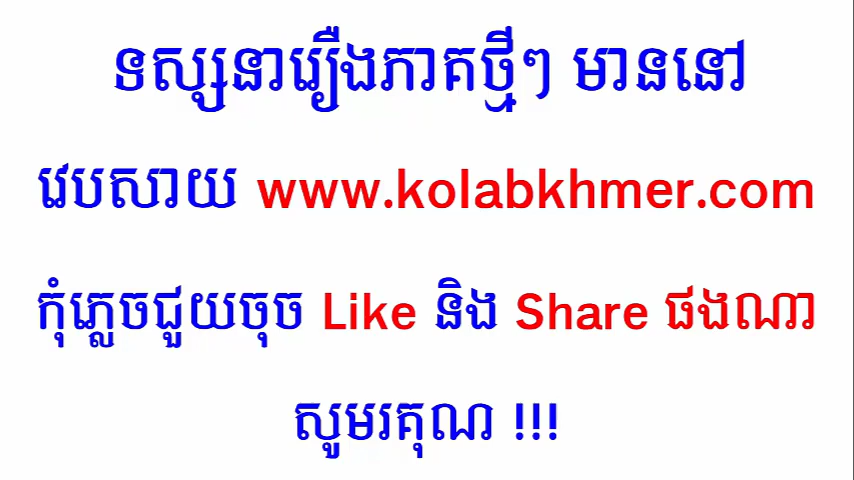 ទស្សនារឿងភាគថ្មីៗ មាននៅ
វេបសាយ www.kolabkhmer.com
កុំភ្លេចជួយចុច Like និង Share ផងណា
សូមរគុណ !!!